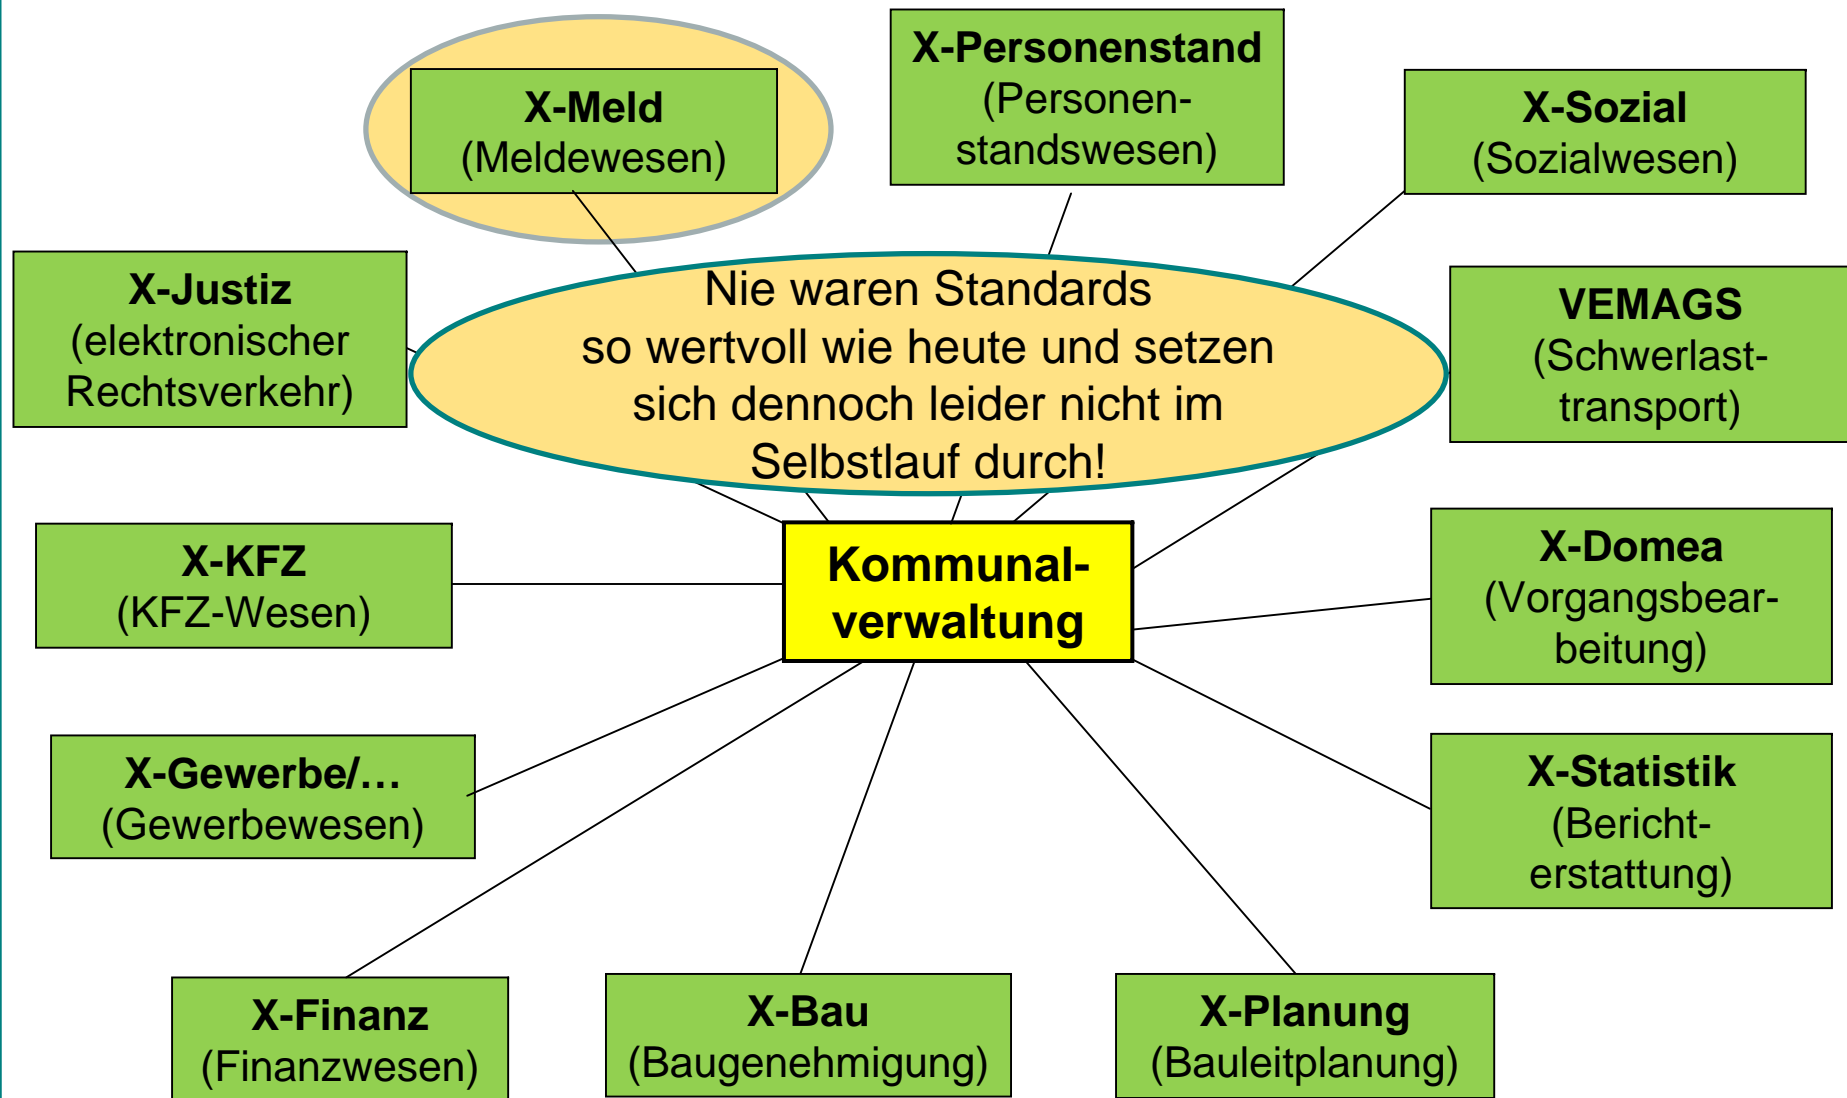 X-Meld
(Meldewesen)
X-Personenstand
(Personen-
standswesen)
X-Sozial
(Sozialwesen)
X-Justiz
(elektronischer
Rechtsverkehr)
Nie waren Standards
so wertvoll wie heute und setzen
sich dennoch leider nicht im
Selbstlauf durch!
VEMAGS
(Schwerlast-
transport)
X-KFZ
(KFZ-Wesen)
Kommunal-
verwaltung
X-Domea
(Vorgangsbear-
beitung)
X-Gewerbe/...
(Gewerbewesen)
X-Statistik
(Bericht-
erstattung)
X-Finanz
(Finanzwesen)
X-Bau
(Baugenehmigung)
X-Planung
(Bauleitplanung)